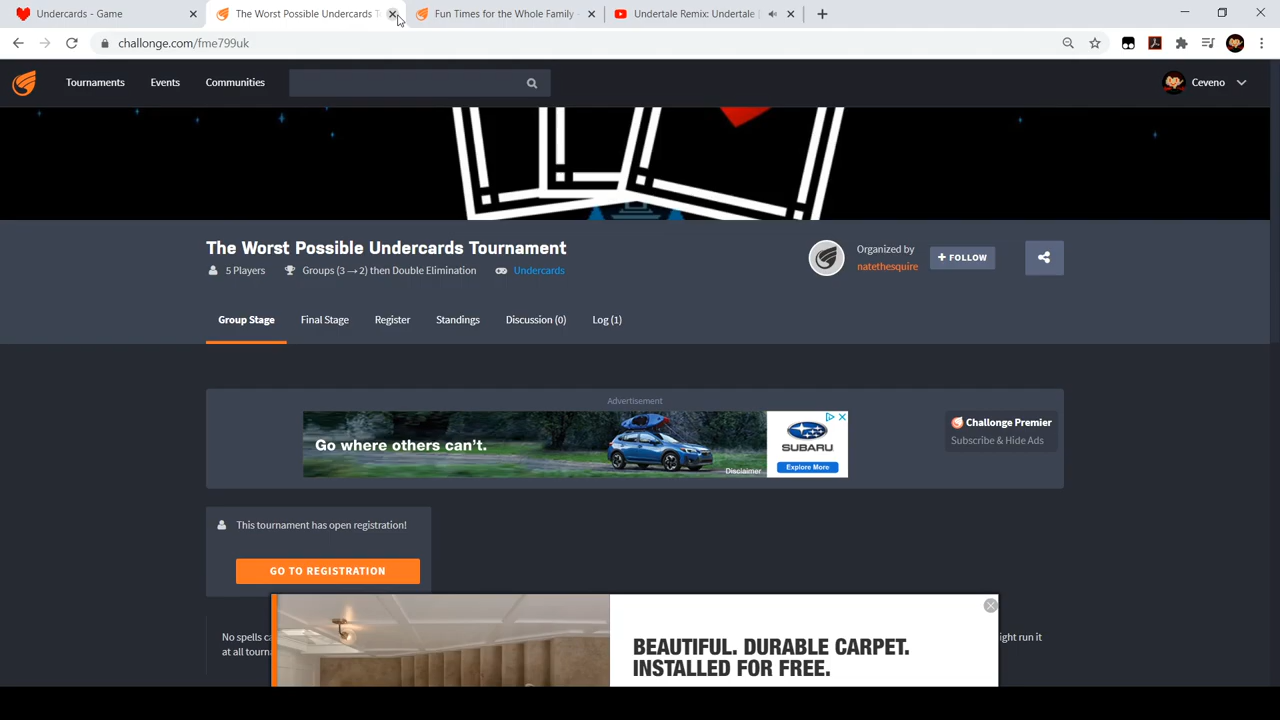 Undercards - Game
The Worst Possible Undercards T
Fun Times for the Whole Family -
Undertale Remix: Undertale
challonge.com/fme799uk
Tournaments
Events
Communities
Ceveno
The Worst Possible Undercards Tournament
5 Players
Groups (3 → 2) then Double Elimination
Undercards
Organized by
natethesquire
+ FOLLOW
Group Stage
Final Stage
Register
Standings
Discussion (0)
Log (1)
Advertisement
Go where others can't.
Disclaimer
SUBARU
Explore More
Challonge Premier
Subscribe & Hide Ads
This tournament has open registration!
GO TO REGISTRATION
No spells
ight run it
at all
BEAUTIFUL. DURABLE CARPET.
INSTALLED FOR FREE.